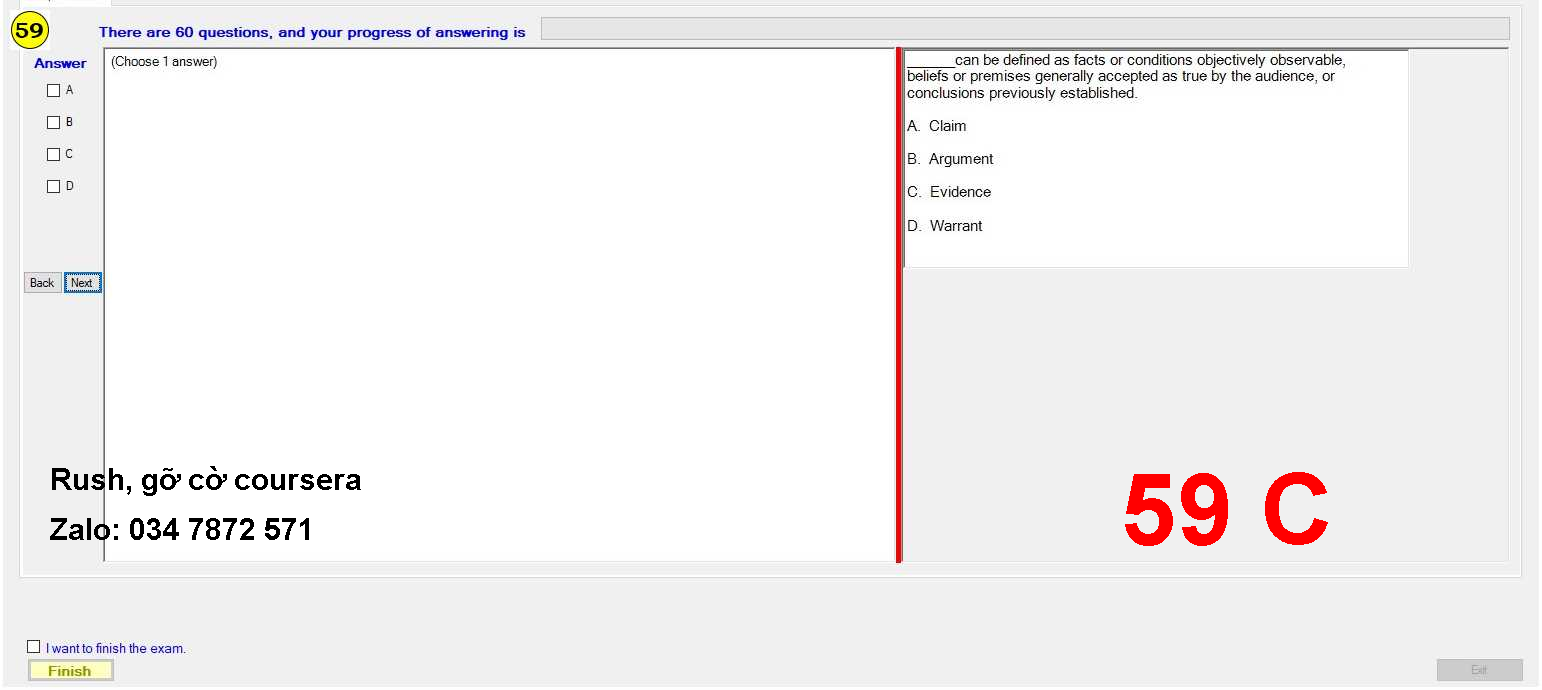 59
There are 60 questions, and your progress of answering is
Answer
(Choose 1 answer)
A
B
C
D
Back
Next
______can be defined as facts or conditions objectively observable,
beliefs or premises generally accepted as true by the audience, or
conclusions previously established.
A. Claim
B. Argument
C. Evidence
D. Warrant
Rush, gỡ cờ coursera
Zalo: 034 7872 571
59 C
I want to finish the exam.
Finish
Exit